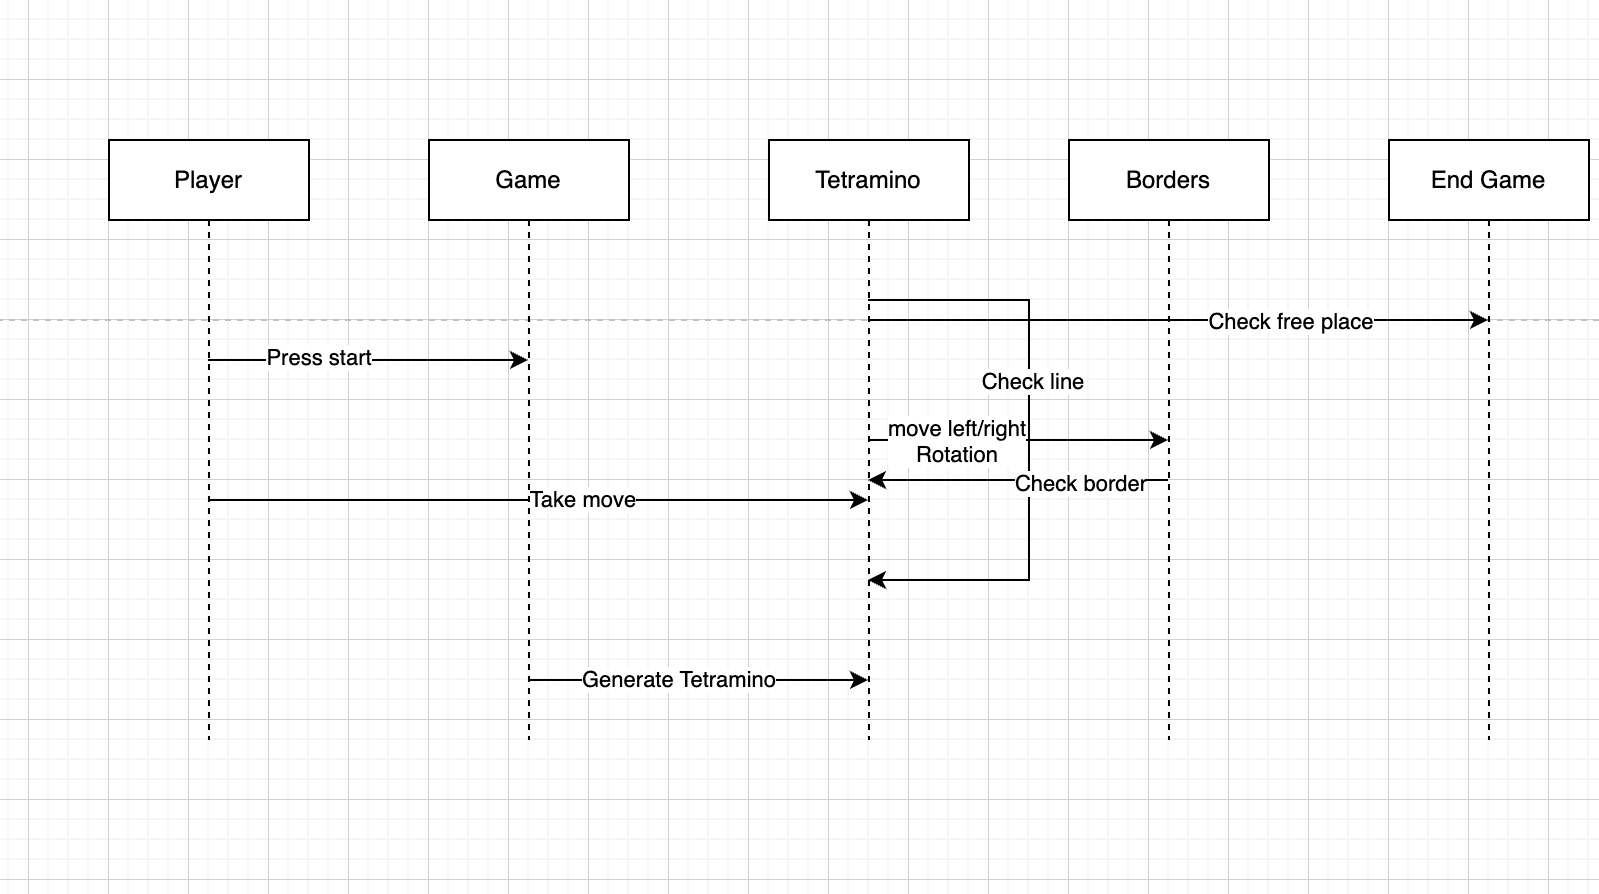 Player
Game
Tetramino
Borders
End Game
Check free place
Press start
Check line
move left/right
Rotation
Check border
Take move
Generate Tetramino